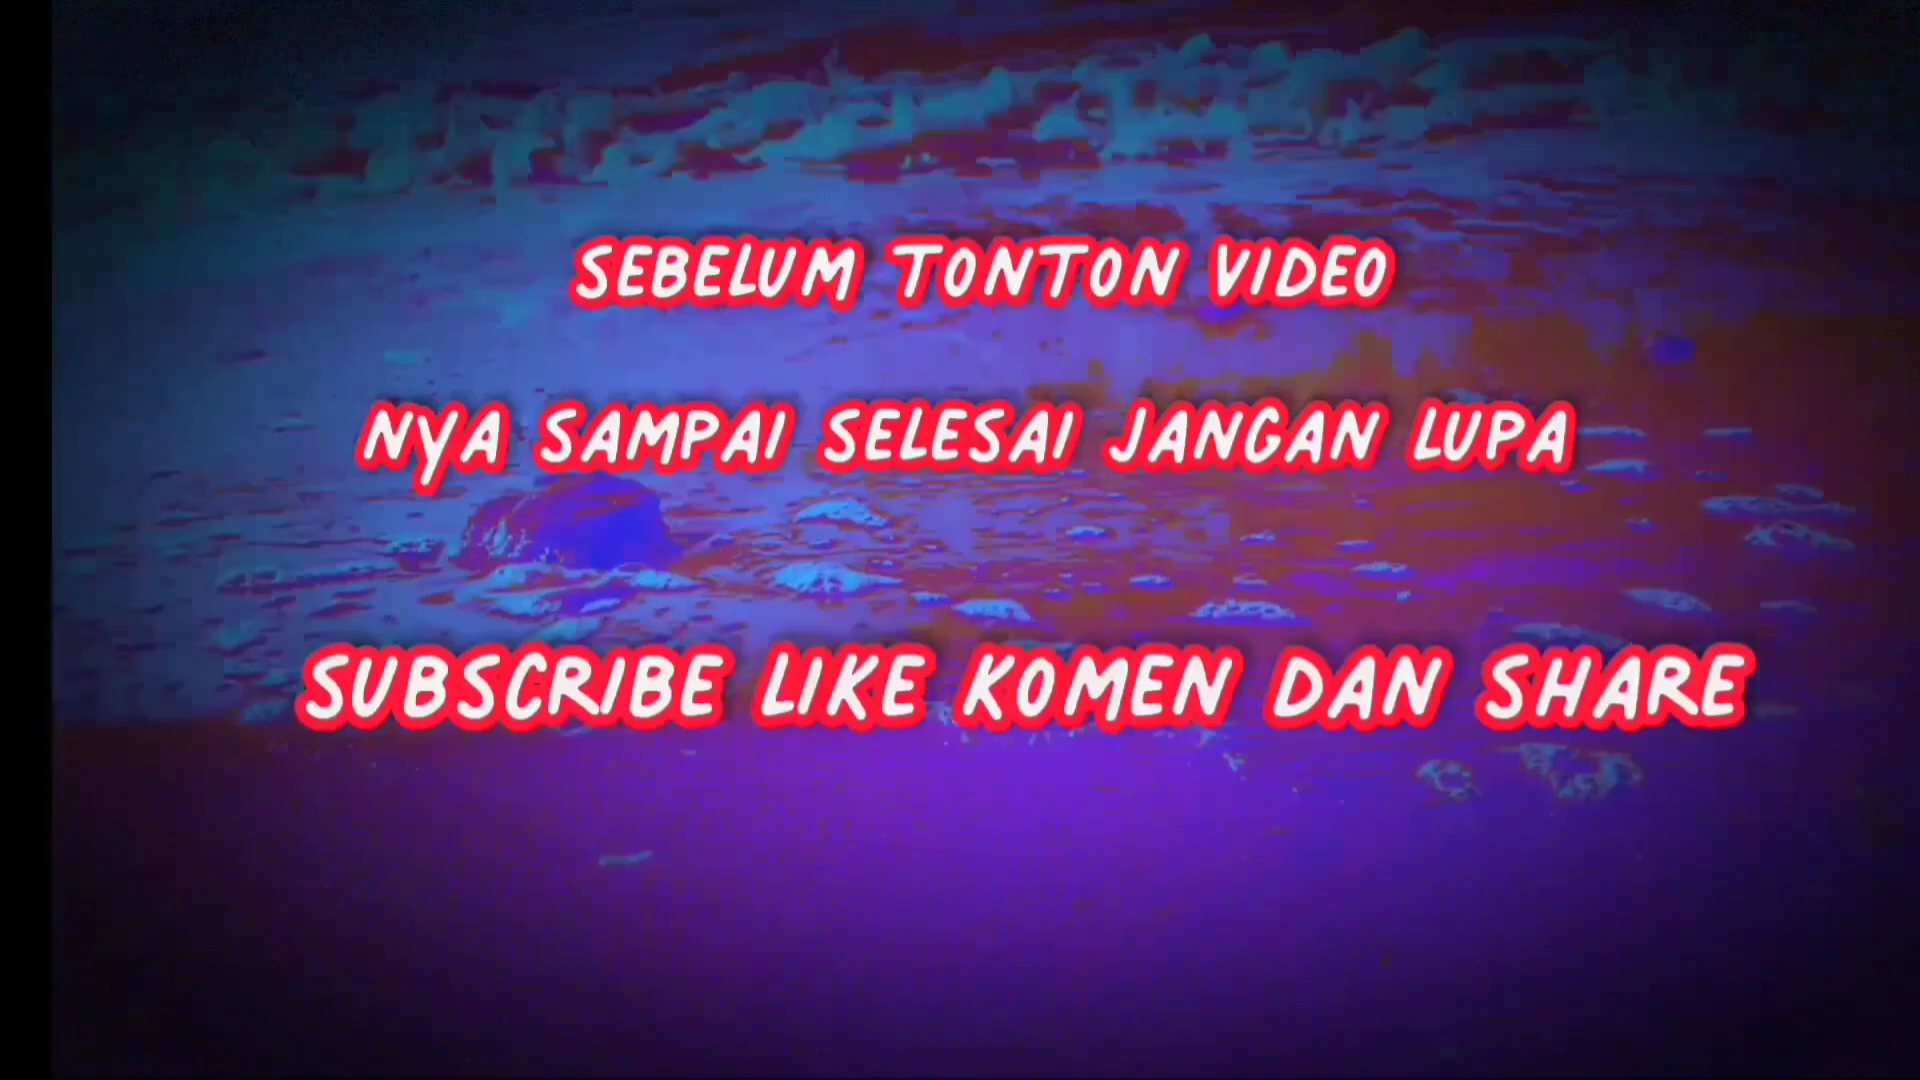 SEBELUM TONTON VIDEO
NYA SAMPAI SELESAI JANGAN LUPA
SUBSCRIBE LIKE KOMEN DAN SHARE